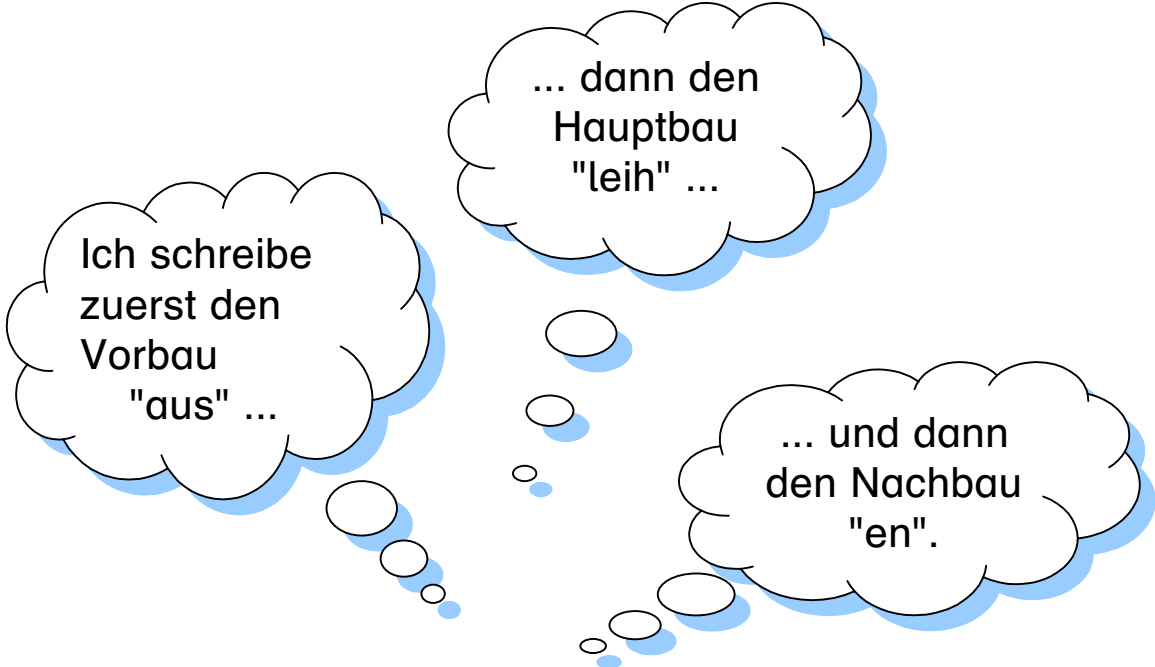 Ich schreibe
zuerst den
Vorbau
"aus" ...
... dann den
Hauptbau
"leih" ...
... und dann
den Nachbau
"en".